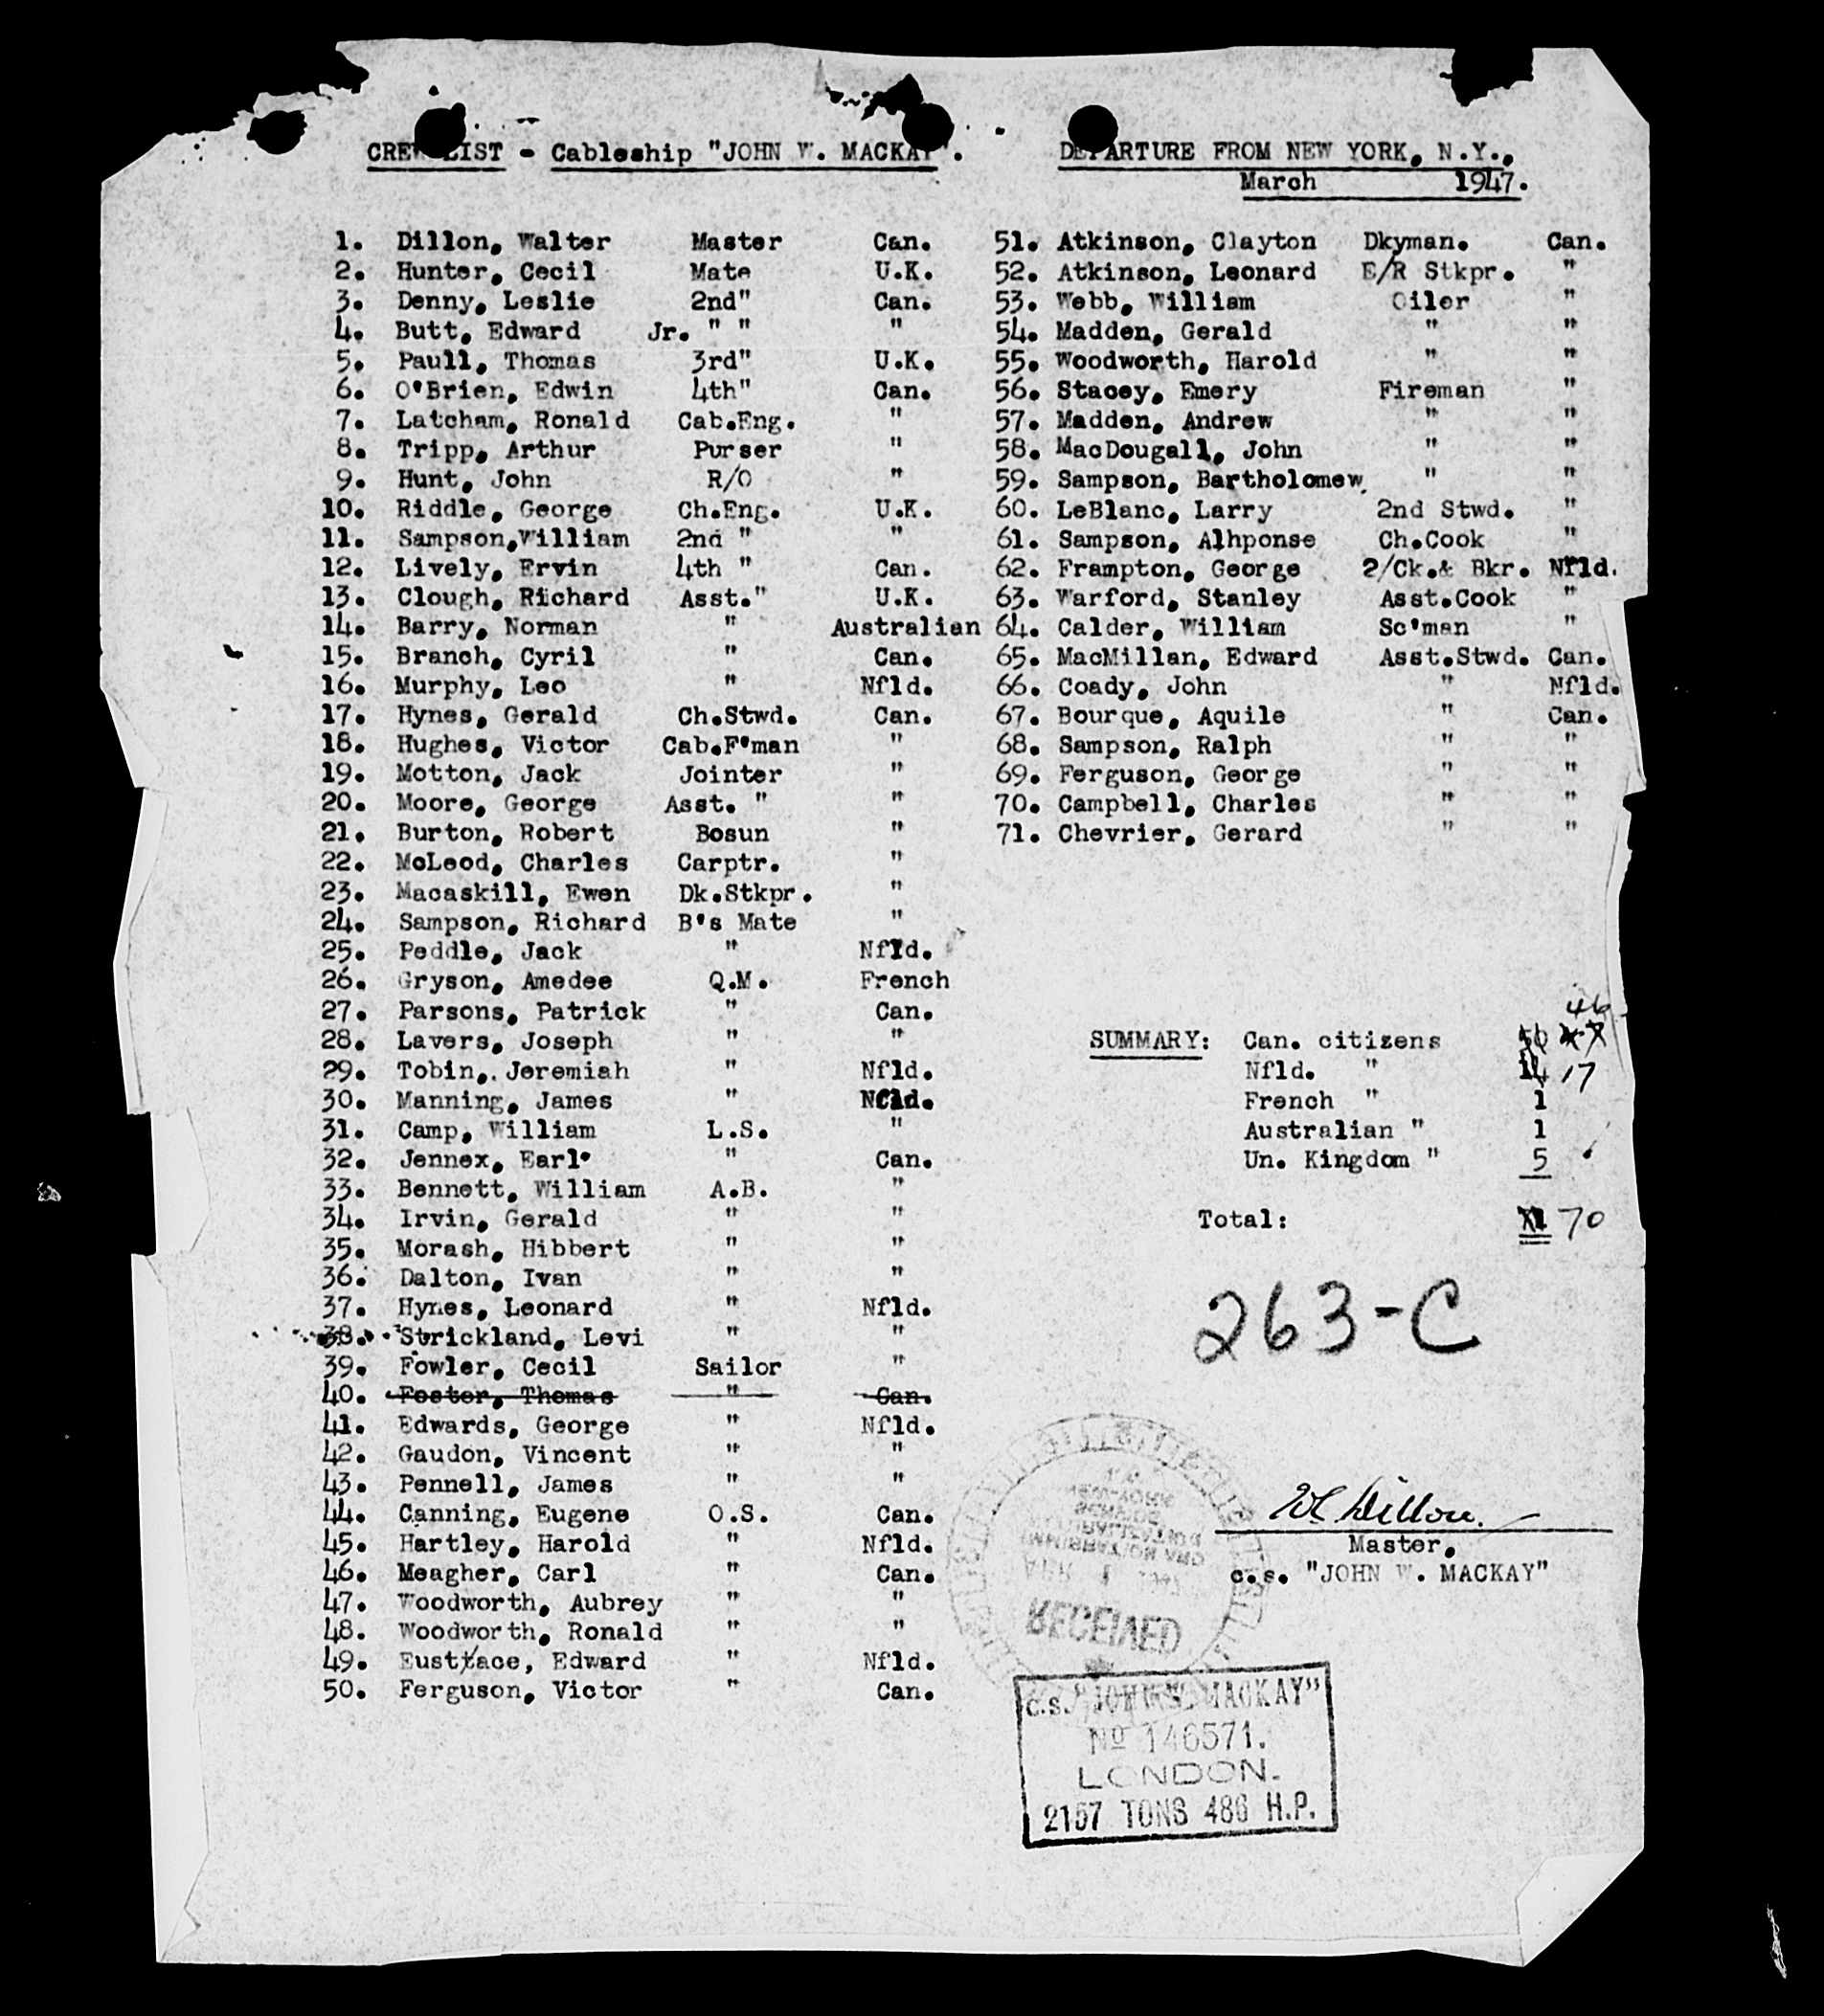 CREW LIST - Cableship "JOHN W. MACKAY".
DEPARTURE FROM NEW YORK, N.Y.,
March 1947.
1. Dillon, Walter Master Can.
2. Hunter, Cecil Mate U.K.
3. Denny, Leslie 2nd" Can.
4. Butt, Edward Jr. " " "
5. Paull, Thomas 3rd" U.K.
6. O'Brien, Edwin 4th" Can.
7. Latcham, Ronald Cab.Eng. "
8. Tripp, Arthur Purser "
9. Hunt, John R/O "
10. Riddle, George Ch.Eng. U.K.
11. Sampson,William 2nd " "
12. Lively, Ervin 4th " Can.
13. Clough, Richard Asst." U.K.
14. Barry, Norman " Australian
15. Branch, Cyril " Can.
16. Murphy, Leo " Nfld.
17. Hynes, Gerald Ch.Stwd. Can.
18. Hughes, Victor Cab.F'man "
19. Motton, Jack Jointer "
20. Moore, George Asst. " "
21. Burton, Robert Bosun "
22. McLeod, Charles Carptr. "
23. Macaskill, Ewen Dk.Stkpr. "
24. Sampson, Richard B's Mate "
25. Peddle, Jack " Nfld.
26. Gryson, Amedee Q.M. French
27. Parsons, Patrick " Can.
28. Lavers, Joseph " "
29. Tobin,. Jeremiah " Nfld.
30. Manning, James " Nfld.
31. Camp, William L.S. "
32. Jennex, Earl " Can.
33. Bennett, William A.B. "
34. Irvin, Gerald " "
35. Morash, Hibbert " "
36. Dalton, Ivan " "
37. Hynes, Leonard " Nfld.
38. Strickland, Levi " "
39. Fowler, Cecil Sailor "
40. Foster, Thomas " Can.
41. Edwards, George " Nfld.
42. Gaudon, Vincent " "
43. Pennell, James " "
44. Canning, Eugene O.S. Can.
45. Hartley, Harold " Nfld.
46. Meagher, Carl " Can.
47. Woodworth, Aubrey " "
48. Woodworth, Ronald " "
49. Eusttace, Edward " Nfld.
50. Ferguson, Victor " Can.
51. Atkinson, Clayton Dkyman. Can.
52. Atkinson, Leonard E/R Stkpr. "
53. Webb, William Oiler "
54. Madden, Gerald " "
55. Woodworth, Harold " "
56. Stacey, Emery Fireman "
57. Madden, Andrew " "
58. MacDougall, John " "
59. Sampson, Bartholomew " "
60. LeBlanc, Larry 2nd Stwd. "
61. Sampson, Alhponse Ch.Cook "
62. Frampton, George 2/Ck.& Bkr. Nfld.
63. Warford, Stanley Asst.Cook "
64. Calder, William Sc'man "
65. MacMillan, Edward Asst.Stwd. Can.
66. Coady, John " Nfld.
67. Bourque, Aquile " Can.
68. Sampson, Ralph " "
69. Ferguson, George " "
70. Campbell, Charles " "
71. Chevrier, Gerard " "
46
SUMMARY: Can. citizens 50 47
Nfld. " 14 17
French " 1
Australian " 1
Un. Kingdom " 5
Total: 71 70
263-C
W Dillon.
Master,
c.s. "JOHN W. MACKAY"
NEW YORK
APR 1
RECEIVED
c.s. "JOHN W. MACKAY"
No 146571.
LONDON.
2157 TONS 486 H.P.